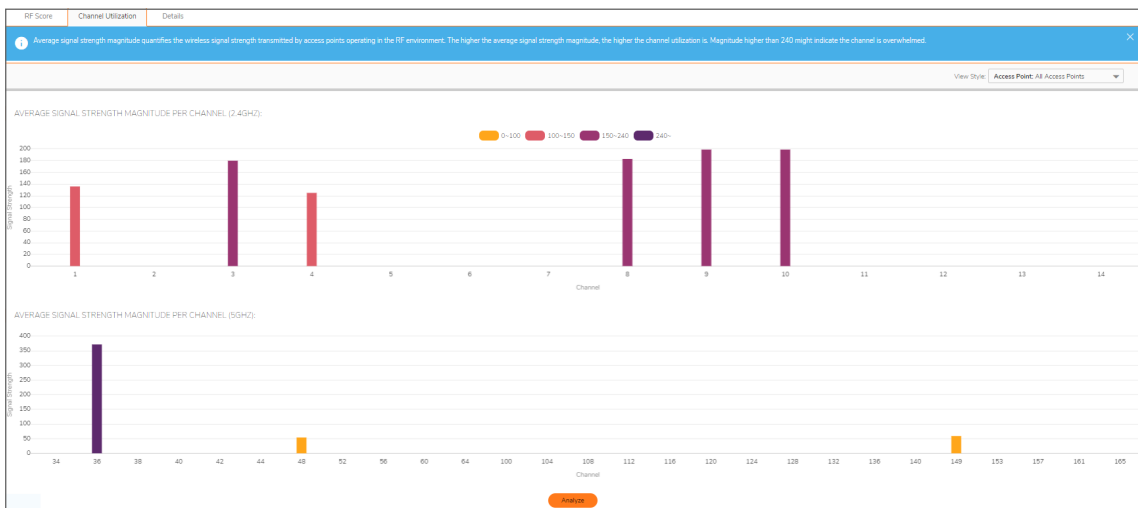 RF Score Channel Utilization Details
Average signal strength magnitude quantifies the wireless signal strength transmitted by access points operating in the RF environment. The higher the average signal strength magnitude, the higher the channel utilization is. Magnitude higher than 240 might indicate the channel is overwhelmed.
View Style: Access Point: All Access Points
AVERAGE SIGNAL STRENGTH MAGNITUDE PER CHANNEL (2.4GHZ):
0~100 100~150 150~240 240~
Signal Strength
200
180
160
140
120
100
80
60
40
20
0
1 2 3 4 5 6 7 8 9 10 11 12 13 14
Channel
AVERAGE SIGNAL STRENGTH MAGNITUDE PER CHANNEL (5GHZ):
Signal Strength
400
350
300
250
200
150
100
50
0
34 36 38 40 42 44 48 52 56 60 64 100 104 108 112 116 120 124 128 132 136 140 149 153 157 161 165
Channel
Analyze